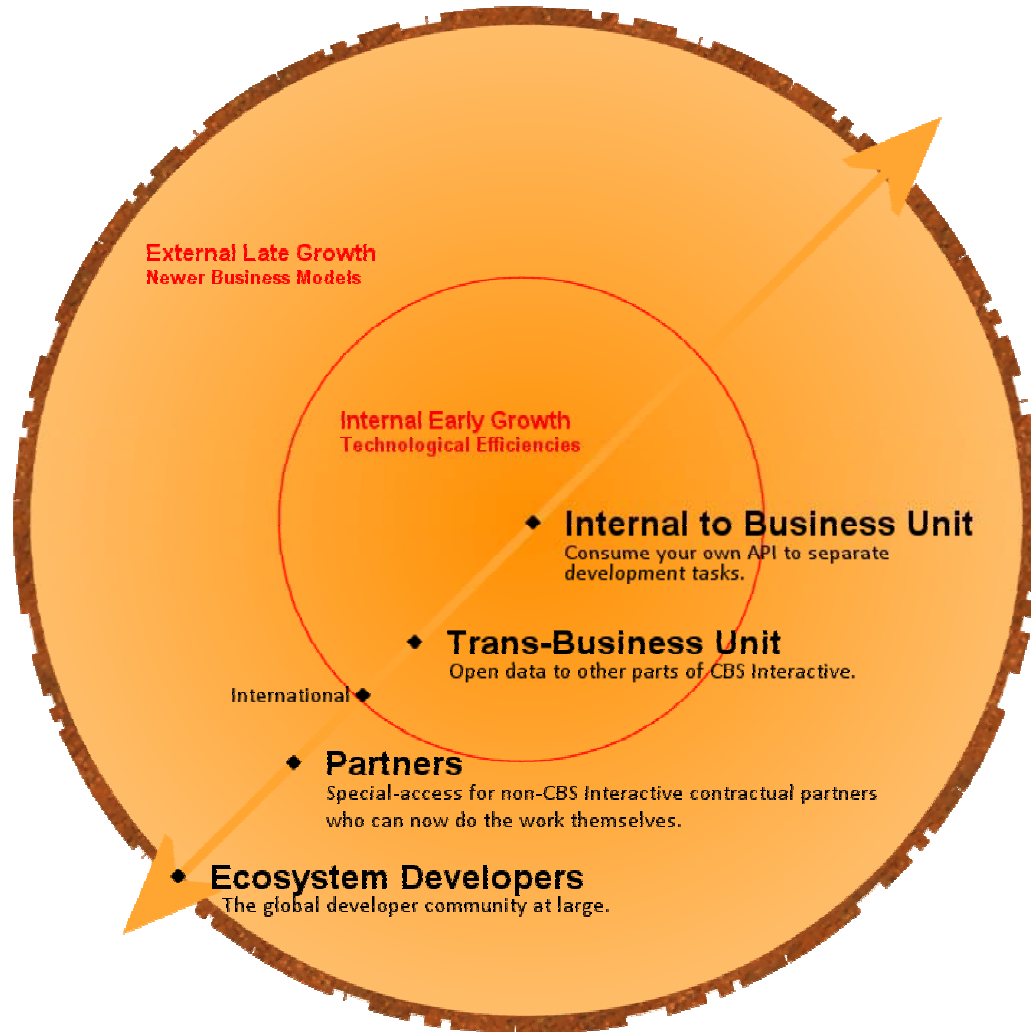 External Late Growth
Newer Business Models
Internal Early Growth
Technological Efficiencies
Internal to Business Unit
Consume your own API to separate
development tasks.
Trans-Business Unit
Open data to other parts of CBS Interactive.
International
Partners
Special-access for non-CBS Interactive contractual partners
who can now do the work themselves.
Ecosystem Developers
The global developer community at large.